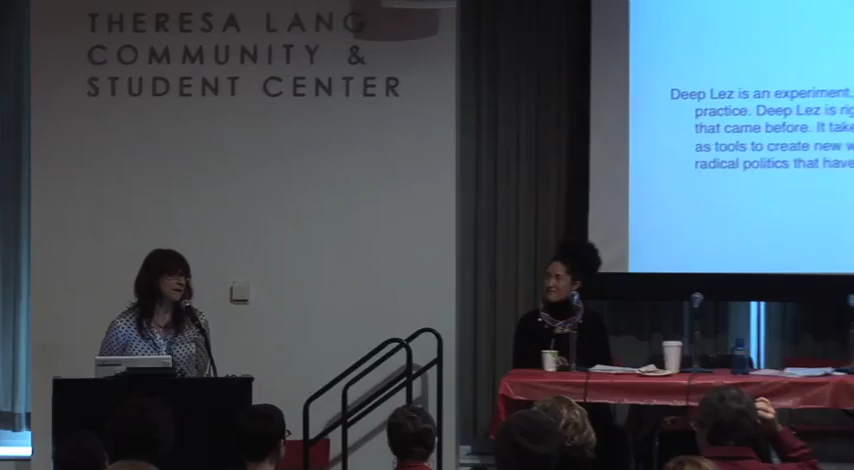 THERESA LANG
COMMUNITY &
STUDENT CENTER
Deep Lez is an experiment,
practice. Deep Lez is
that came before. It take
as tools to create new
radical politics that have